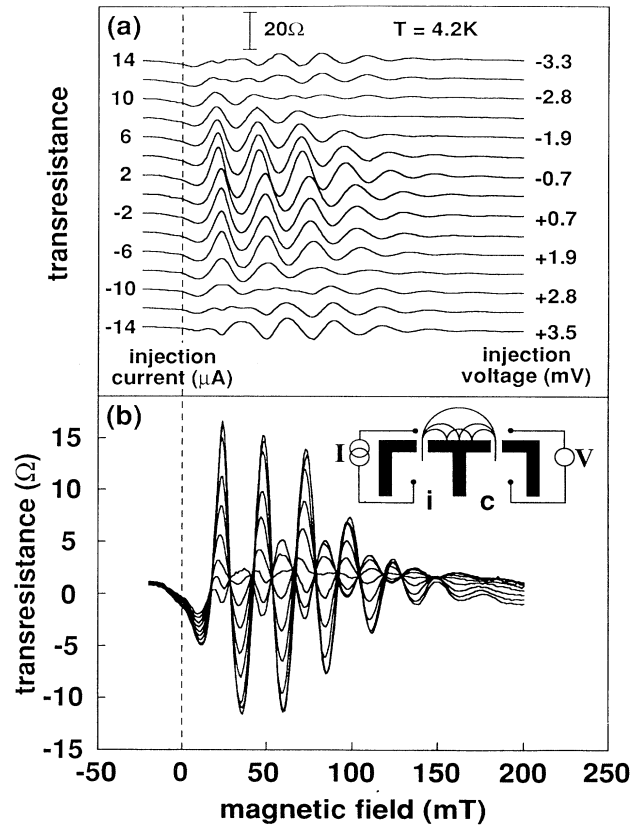 (a) 20Ω T = 4.2K
14 -3.3
10 -2.8
6 -1.9
2 -0.7
-2 +0.7
-6 +1.9
-10 +2.8
-14 +3.5
transresistance
injection injection
current (μA) voltage (mV)
(b)
15
10
5
0
-5
-10
-15
transresistance (Ω)
I V
i c
-50 0 50 100 150 200 250
magnetic field (mT)